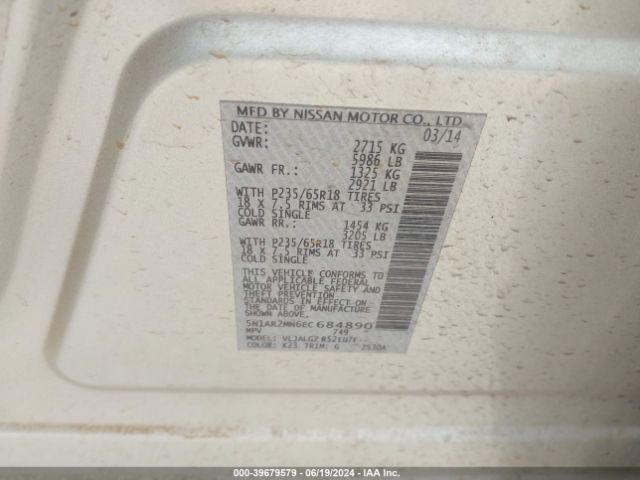 MFD BY NISSAN MOTOR CO., LTD.
DATE: 03/14
GVWR: 2715 KG
5986 LB
GAWR FR.: 1325 KG
2921 LB
WITH P235/65R18 TIRES
18 X 7.5 RIMS AT 33 PSI
COLD SINGLE
GAWR RR.: 1454 KG
3205 LB
WITH P235/65R18 TIRES
18 X 7.5 RIMS AT 33 PSI
COLD SINGLE
THIS VEHICLE CONFORMS TO
ALL APPLICABLE FEDERAL
MOTOR VEHICLE SAFETY AND
THEFT PREVENTION
STANDARDS IN EFFECT ON
THE DATE OF MANUFACTURE
SHOWN ABOVE.
5N1AR2MN6EC684890
MPV 749
MODEL:
COLOR: K23 TRIM: G
000-39679579 / 06/19/2024 - IAA Inc.